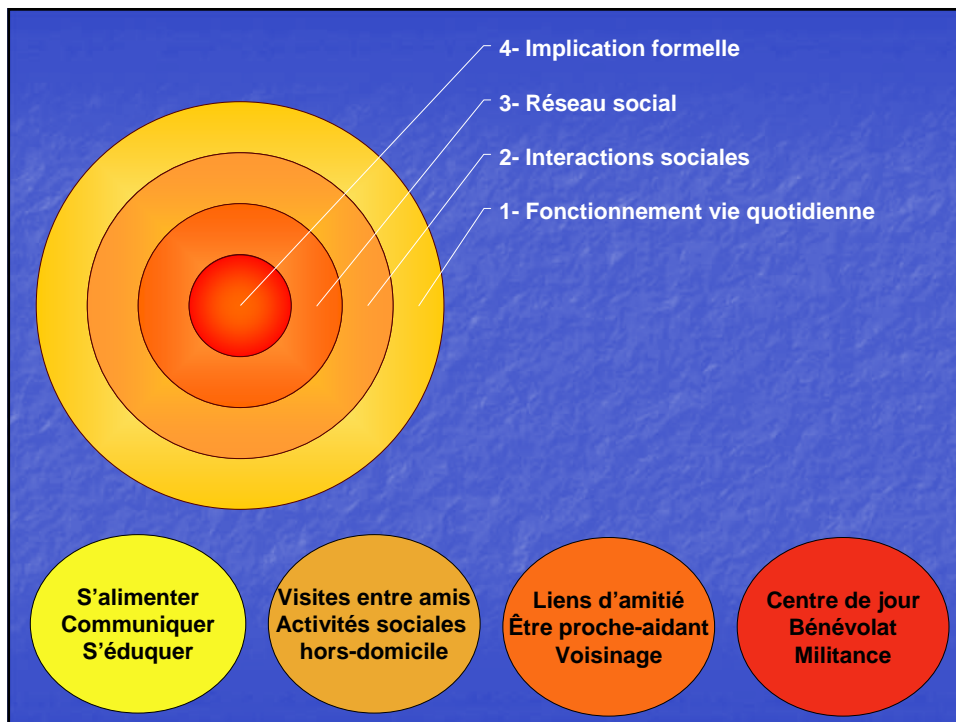 4- Implication formelle
3- Réseau social
2- Interactions sociales
1- Fonctionnement vie quotidienne
S’alimenter
Communiquer
S’éduquer
Visites entre amis
Activités sociales
hors-domicile
Liens d’amitié
Être proche-aidant
Voisinage
Centre de jour
Bénévolat
Militance